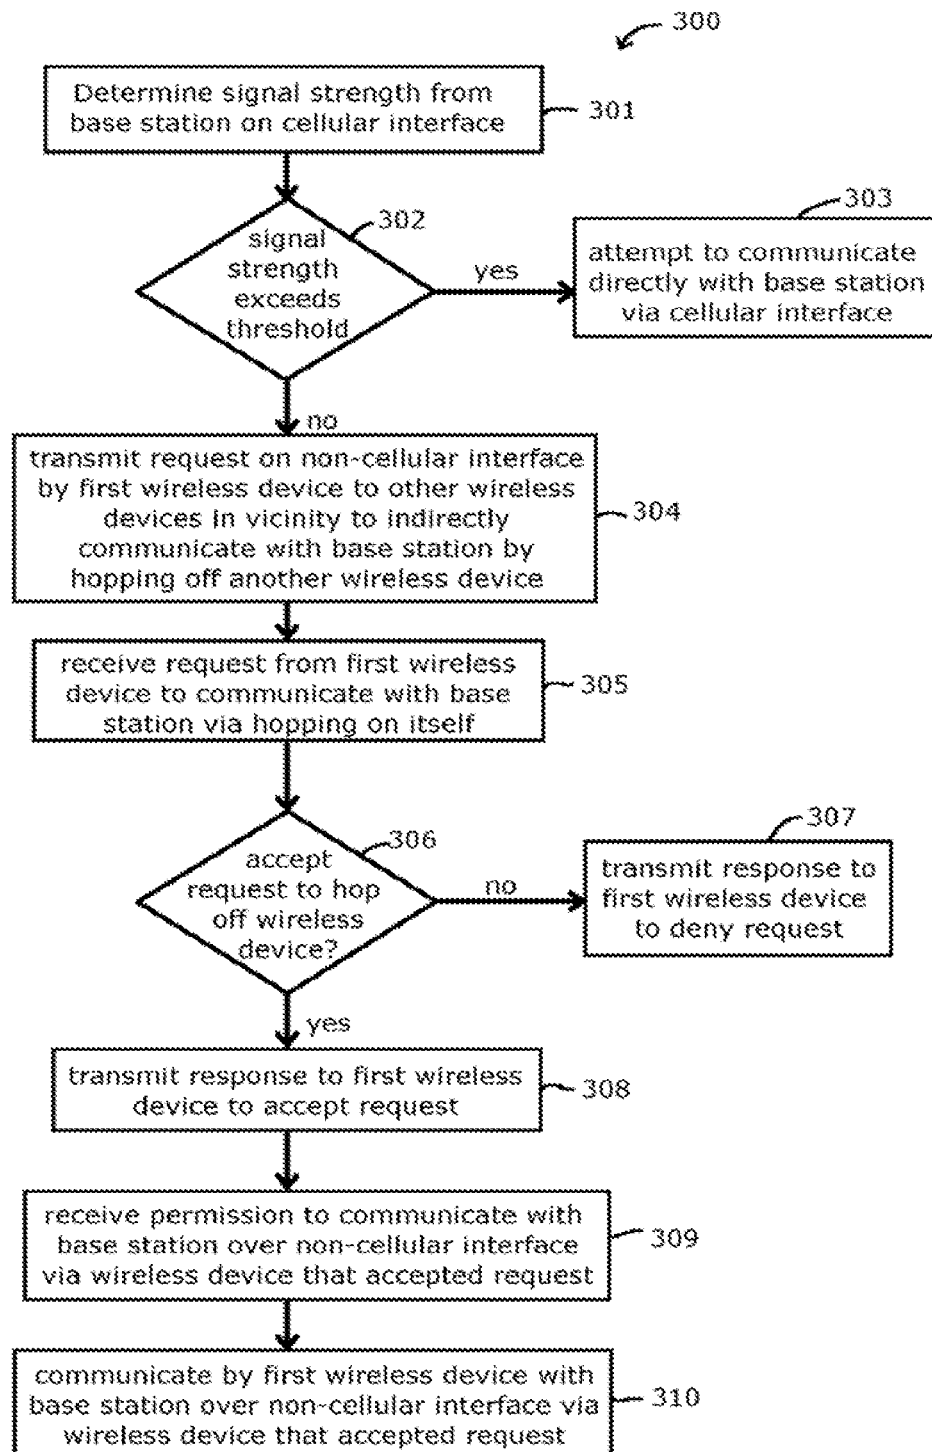 300
Determine signal strength from
base station on cellular interface
301
302
signal
strength
exceeds
threshold
yes
303
attempt to communicate
directly with base station
via cellular interface
no
transmit request on non-cellular interface
by first wireless device to other wireless
devices in vicinity to indirectly
communicate with base station by
hopping off another wireless device
304
receive request from first wireless
device to communicate with base
station via hopping on itself
305
306
accept
request to hop
off wireless
device?
no
307
transmit response to
first wireless device
to deny request
yes
transmit response to first wireless
device to accept request
308
receive permission to communicate with
base station over non-cellular interface
via wireless device that accepted request
309
communicate by first wireless device with
base station over non-cellular interface via
wireless device that accepted request
310